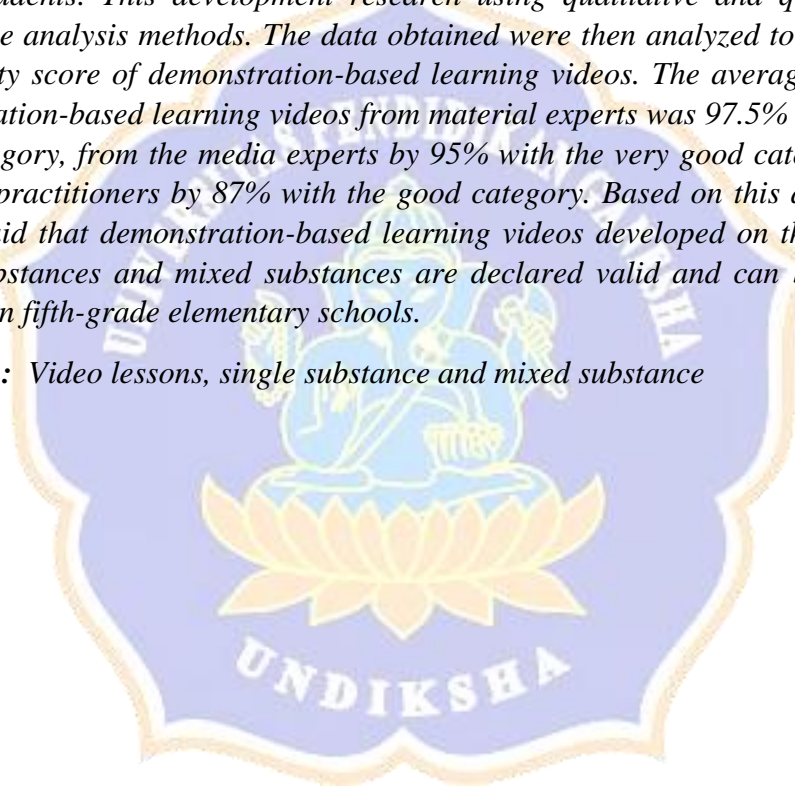 udents. This development research using qualitative and q
e analysis methods. The data obtained were then analyzed to
ty score of demonstration-based learning videos. The averag
ation-based learning videos from material experts was 97.5%
gory, from the media experts by 95% with the very good cat
practitioners by 87% with the good category. Based on this
id that demonstration-based learning videos developed on th
bstances and mixed substances are declared valid and can
n fifth-grade elementary schools.
: Video lessons, single substance and mixed substance
UNIVERSITAS PENDIDIKAN GANESHA
UNDIKSHA